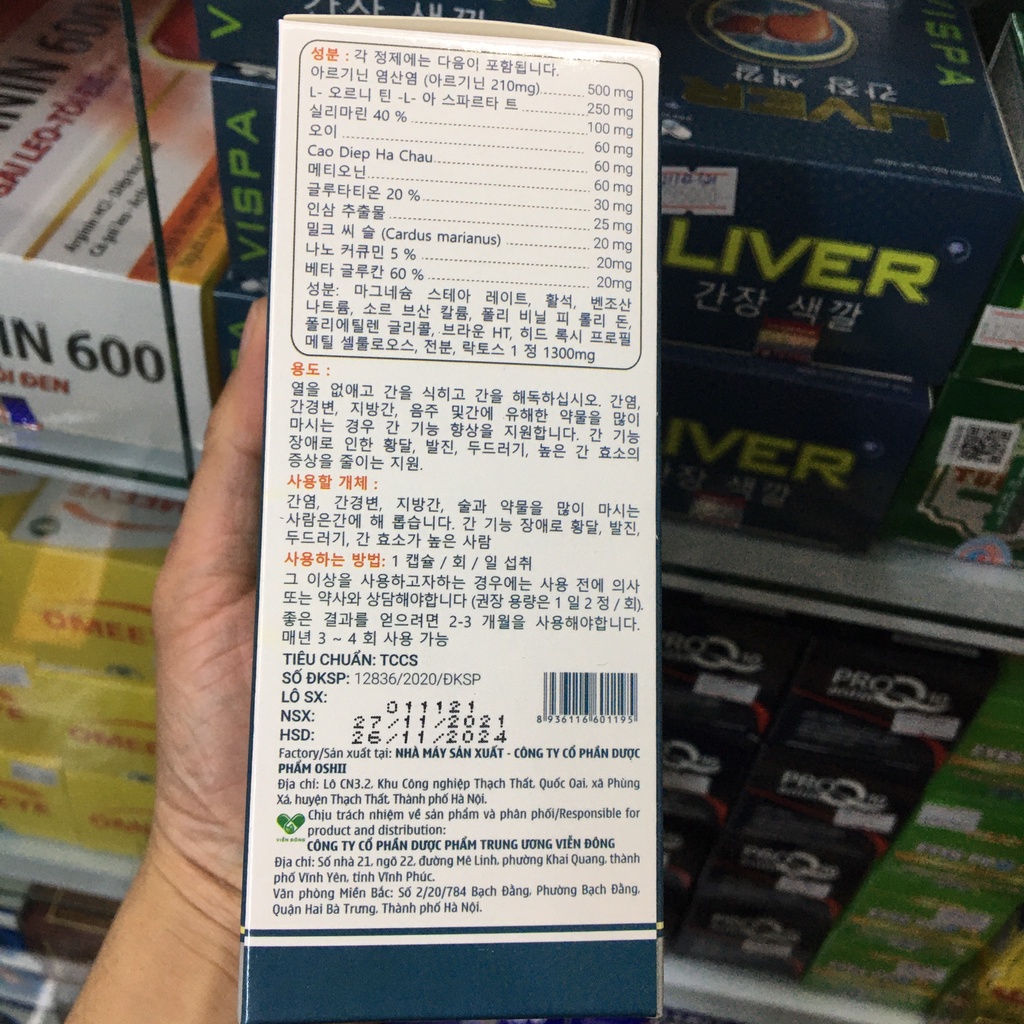 성분 : 각 정제에는 다음이 포함됩니다.
아르기닌 염산염 (아르기닌 210mg) 500 mg
L- 오르니 틴 -L- 아 스파르타 트 250 mg
실리마린 40 % 100 mg
오이 60 mg
Cao Diep Ha Chau 60 mg
메티오닌 60 mg
글루타티온 20 % 30 mg
인삼 추출물 25 mg
밀크 씨 슬 (Cardus marianus) 20 mg
나노 커큐민 5 % 20mg
베타 글루칸 60 % 20mg
성분: 마그네슘 스테아 레이트, 활석, 벤조산
나트륨, 소르 브산 칼륨, 폴리 비닐 피 롤리 돈,
폴리에틸렌 글리콜, 브라운 HT, 히드 록시 프로필
메틸 셀룰로오스, 전분, 락토스 1 정 1300mg
용도 :
열을 없애고 간을 식히고 간을 해독하십시오. 간염,
간경변, 지방간, 음주 및간에 유해한 약물을 많이
마시는 경우 간 기능 향상을 지원합니다. 간 기능
장애로 인한 황달, 발진, 두드러기, 높은 간 효소의
증상을 줄이는 지원.
사용할 개체 :
간염, 간경변, 지방간, 술과 약물을 많이 마시는
사람은간에 해 롭습니다. 간 기능 장애로 황달, 발진,
두드러기, 간 효소가 높은 사람
사용하는 방법: 1 캡슐 / 회 / 일 섭취
그 이상을 사용하고자하는 경우에는 사용 전에 의사
또는 약사와 상담해야합니다 (권장 용량은 1 일 2 정 / 회).
좋은 결과를 얻으려면 2-3 개월을 사용해야합니다.
매년 3 ~ 4 회 사용 가능
TIÊU CHUẨN: TCCS
SỐ ĐKSP: 12836/2020/ĐKSP
LÔ SX: 011121
NSX: 27/11/2021
HSD: 26/11/2024
8 936116 601195
Factory/Sản xuất tại: NHÀ MÁY SẢN XUẤT - CÔNG TY CỔ PHẦN DƯỢC
PHẨM OSHII
Địa chỉ: Lô CN3.2, Khu Công nghiệp Thạch Thất, Quốc Oai, xã Phùng
Xá, huyện Thạch Thất, Thành phố Hà Nội.
Chịu trách nhiệm về sản phẩm và phân phối/Responsible for
product and distribution:
VIỄN ĐÔNG
CÔNG TY CỔ PHẦN DƯỢC PHẨM TRUNG ƯƠNG VIỄN ĐÔNG
Địa chỉ: Số nhà 21, ngõ 22, đường Mê Linh, phường Khai Quang, thành
phố Vĩnh Yên, tỉnh Vĩnh Phúc.
Văn phòng Miền Bắc: Số 2/20/784 Bạch Đằng, Phường Bạch Đằng,
Quận Hai Bà Trưng, Thành phố Hà Nội.
간장 색깔
VISPA
LIVER
간장 색깔
VISPA
LIVER
간장 색깔
LIVER
간장 색깔
GAI LEO-TỎI ĐEN
IN 600
ỎI ĐEN
OMEE
PROQ10
PROQ10
PROQ10